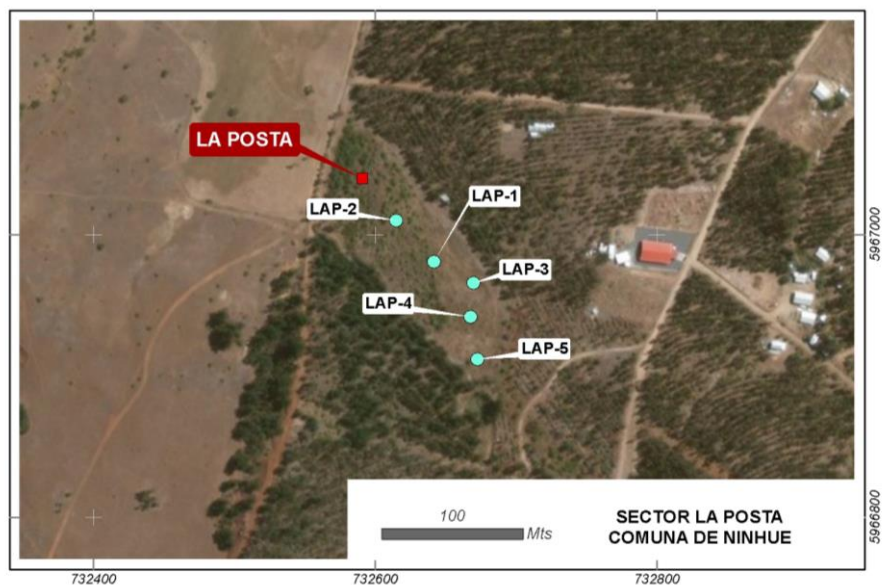 LA POSTA
LAP-1
LAP-2
LAP-3
LAP-4
LAP-5
5967000
5966800
100
Mts
SECTOR LA POSTA
COMUNA DE NINHUE
732400
732600
732800